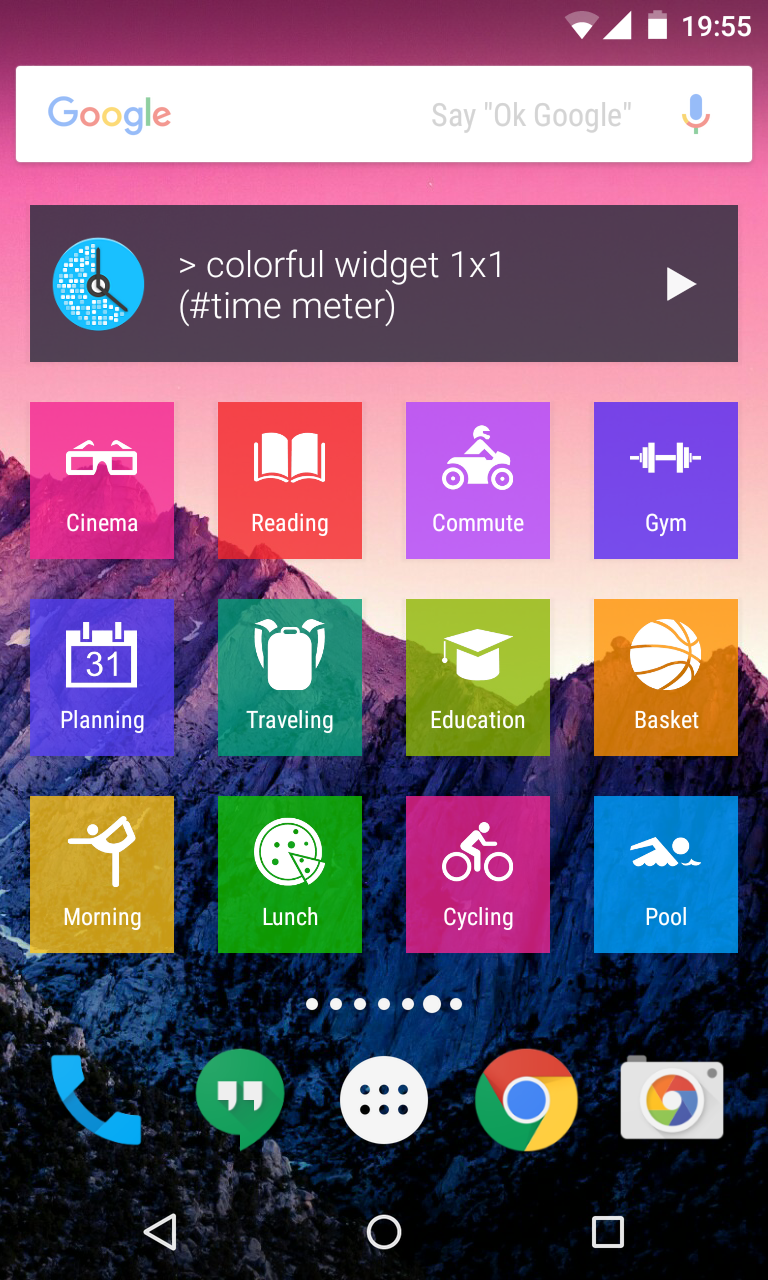 19:55
Google Say "Ok Google"
> colorful widget 1x1
(#time meter)
Cinema Reading Commute Gym
31
Planning Traveling Education Basket
Morning Lunch Cycling Pool